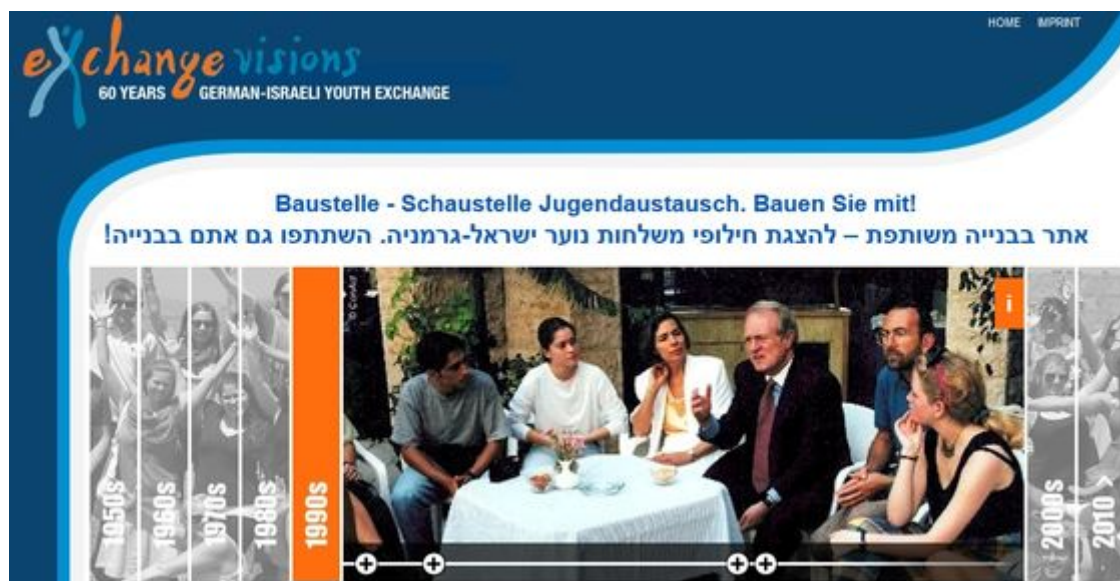 HOME IMPRINT
eXchange visions
60 YEARS GERMAN-ISRAELI YOUTH EXCHANGE
Baustelle - Schaustelle Jugendaustausch. Bauen Sie mit!
אתר בבנייה משותפת – להצגת חילופי משלחות נוער ישראל-גרמניה. השתתפו גם אתם בבנייה!
© ConAct
i
1950s
1960s
1970s
1980s
1990s
2000s
2010 >